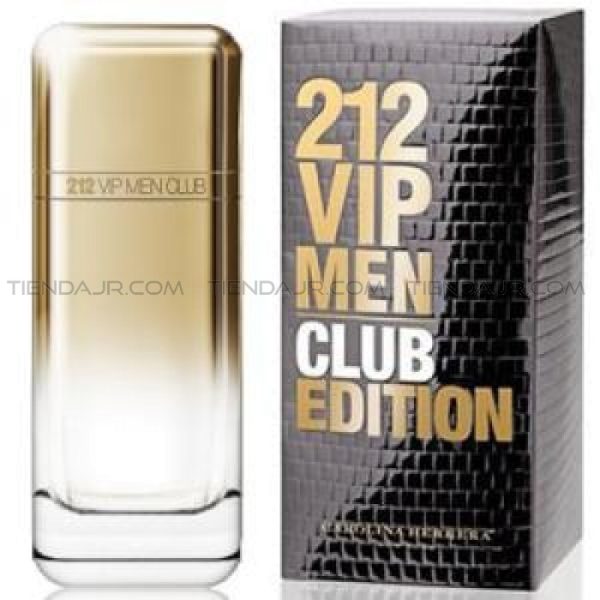 212 VIP MEN CLUB
212
VIP
MEN
CLUB
EDITION
CAROLINA HERRERA
TIENDAJR.COM TIENDAJR.COM TIENDAJR.COM